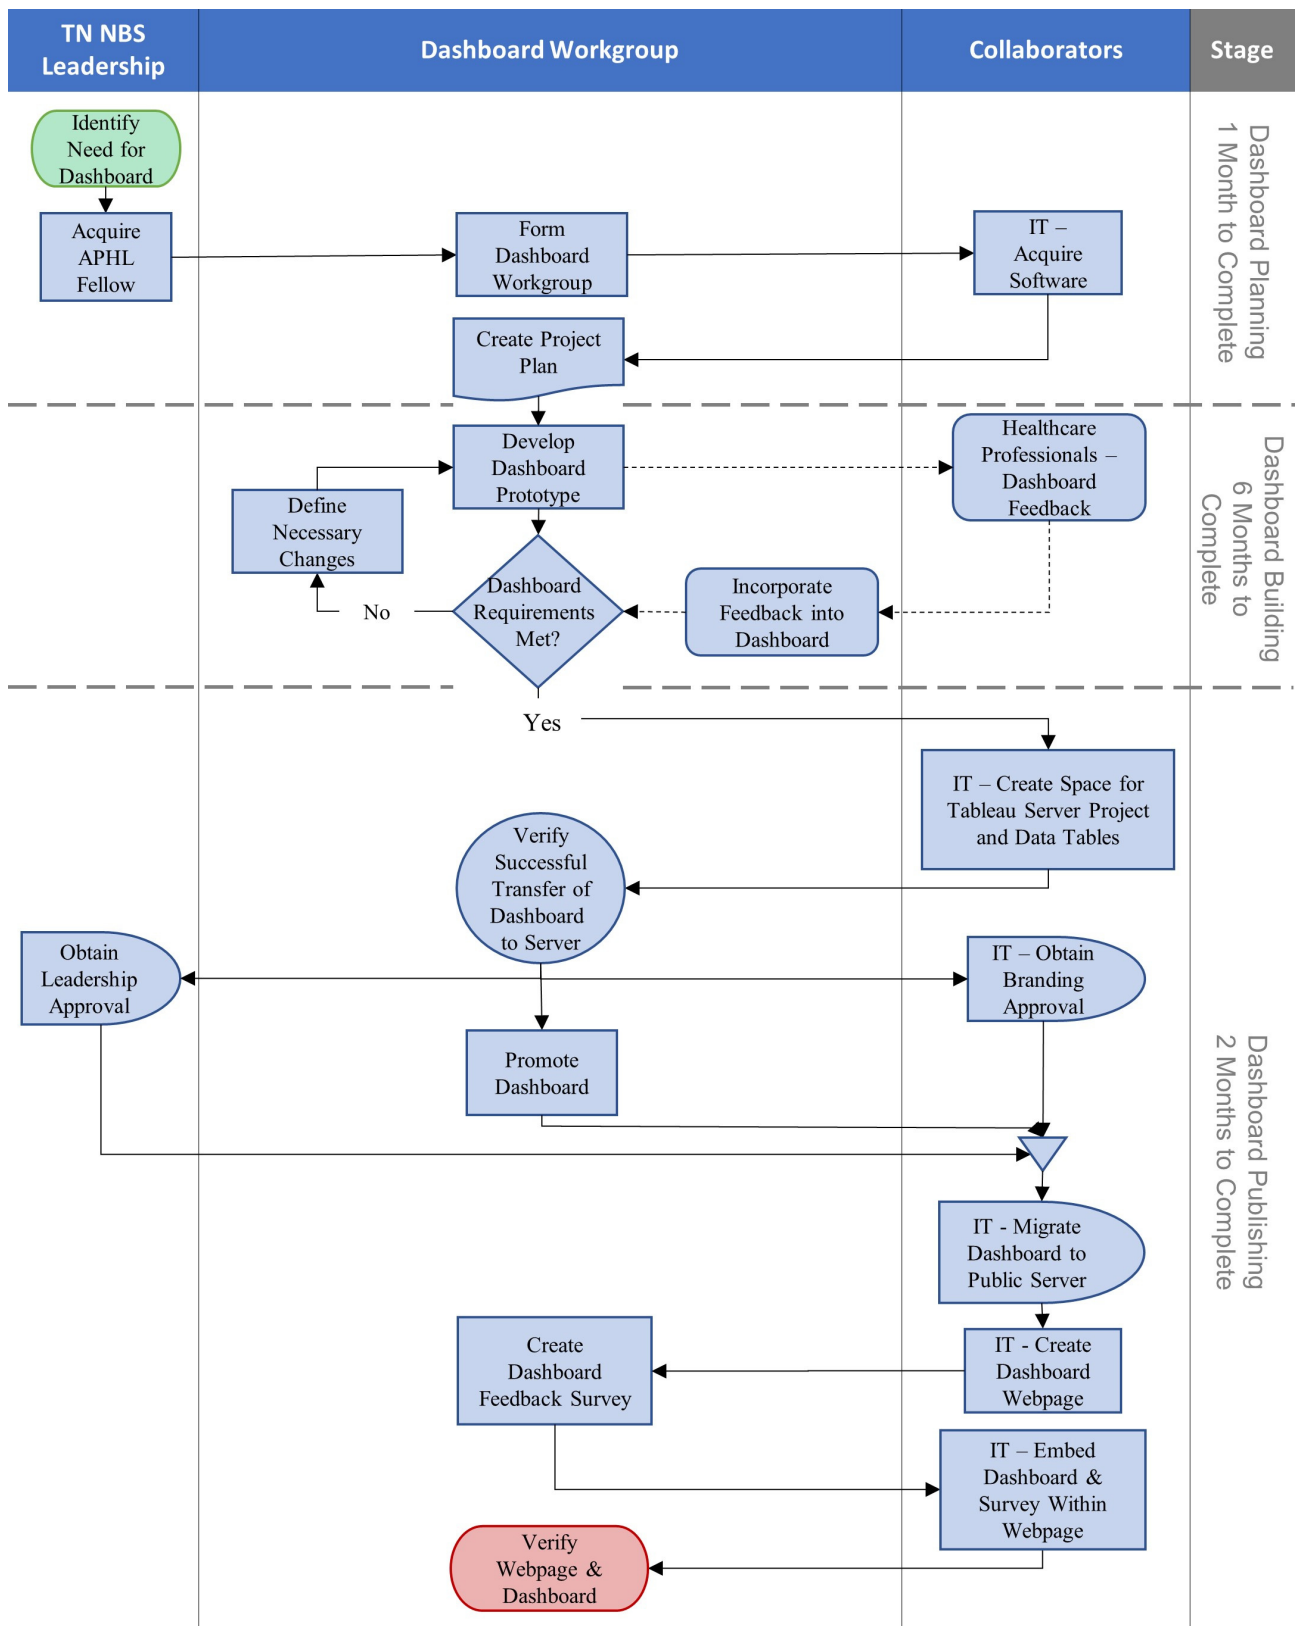 TN NBS
Leadership
Dashboard Workgroup
Collaborators
Stage
Identify
Need for
Dashboard
Acquire
APHL
Fellow
Form
Dashboard
Workgroup
IT –
Acquire
Software
Create Project
Plan
Dashboard Planning
1 Month to Complete
Develop
Dashboard
Prototype
Healthcare
Professionals –
Dashboard
Feedback
Define
Necessary
Changes
Dashboard
Requirements
Met?
No
Incorporate
Feedback into
Dashboard
Dashboard Building
6 Months to
Complete
Yes
IT – Create Space for
Tableau Server Project
and Data Tables
Verify
Successful
Transfer of
Dashboard
to Server
Obtain
Leadership
Approval
IT – Obtain
Branding
Approval
Promote
Dashboard
IT - Migrate
Dashboard to
Public Server
Dashboard Publishing
2 Months to Complete
IT - Create
Dashboard
Webpage
Create
Dashboard
Feedback Survey
IT – Embed
Dashboard &
Survey Within
Webpage
Verify
Webpage &
Dashboard